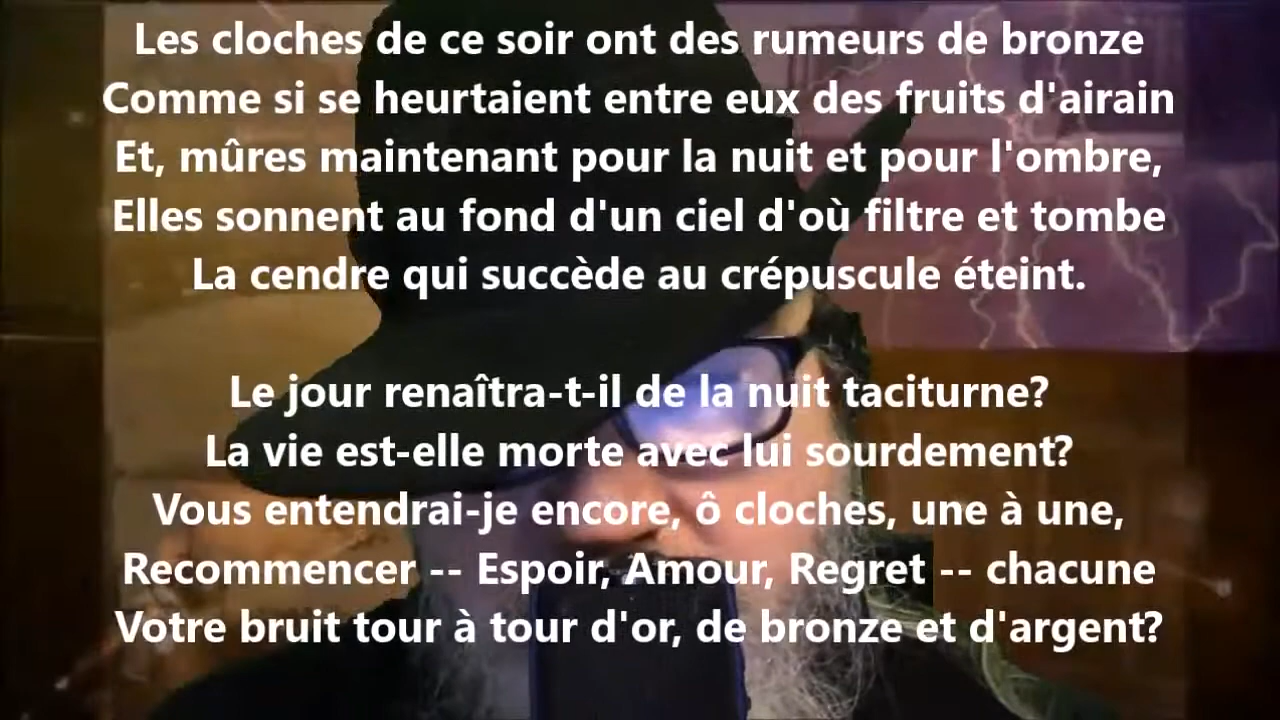 Les cloches de ce soir ont des rumeurs de bronze
Comme si se heurtaient entre eux des fruits d'airain
Et, mûres maintenant pour la nuit et pour l'ombre,
Elles sonnent au fond d'un ciel d'où filtre et tombe
La cendre qui succède au crépuscule éteint.
Le jour renaîtra-t-il de la nuit taciturne?
La vie est-elle morte avec lui sourdement?
Vous entendrai-je encore, ô cloches, une à une,
Recommencer -- Espoir, Amour, Regret -- chacune
Votre bruit tour à tour d'or, de bronze et d'argent?